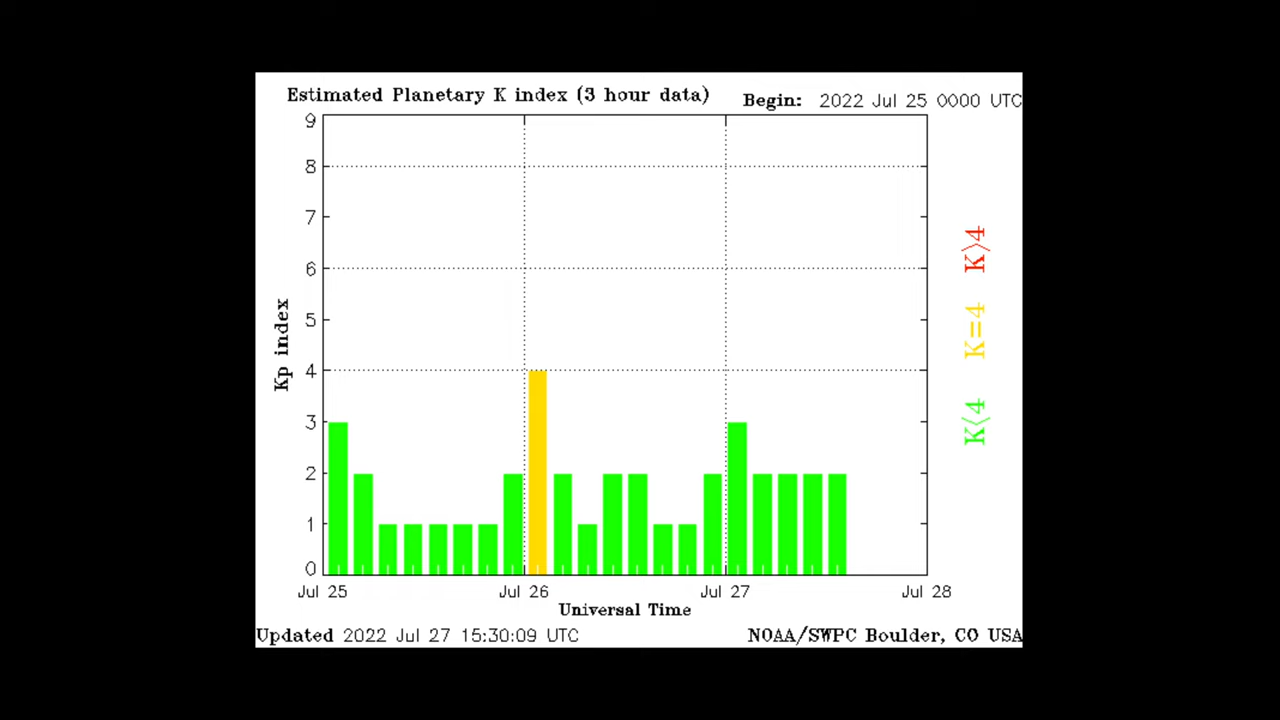 Estimated Planetary K index (3 hour data)
Begin: 2022 Jul 25 0000 UTC
9
8
7
6
5
4
3
2
1
0
Kp index
K>4
K=4
K<4
Jul 25
Jul 26
Jul 27
Jul 28
Universal Time
Updated 2022 Jul 27 15:30:09 UTC
NOAA/SWPC Boulder, CO USA